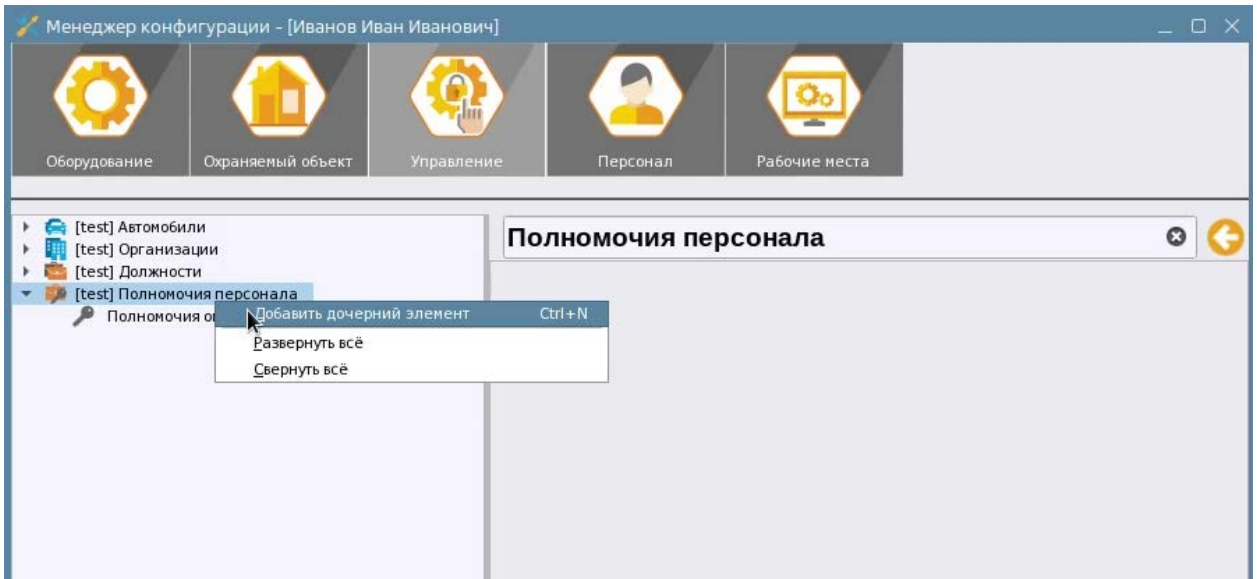 Менеджер конфигурации - [Иванов Иван Иванович]
Оборудование
Охраняемый объект
Управление
Персонал
Рабочие места
[test] Автомобили
[test] Организации
[test] Должности
[test] Полномочия персонала
Полномочия
Добавить дочерний элемент Ctrl+N
Развернуть всё
Свернуть всё
Полномочия персонала